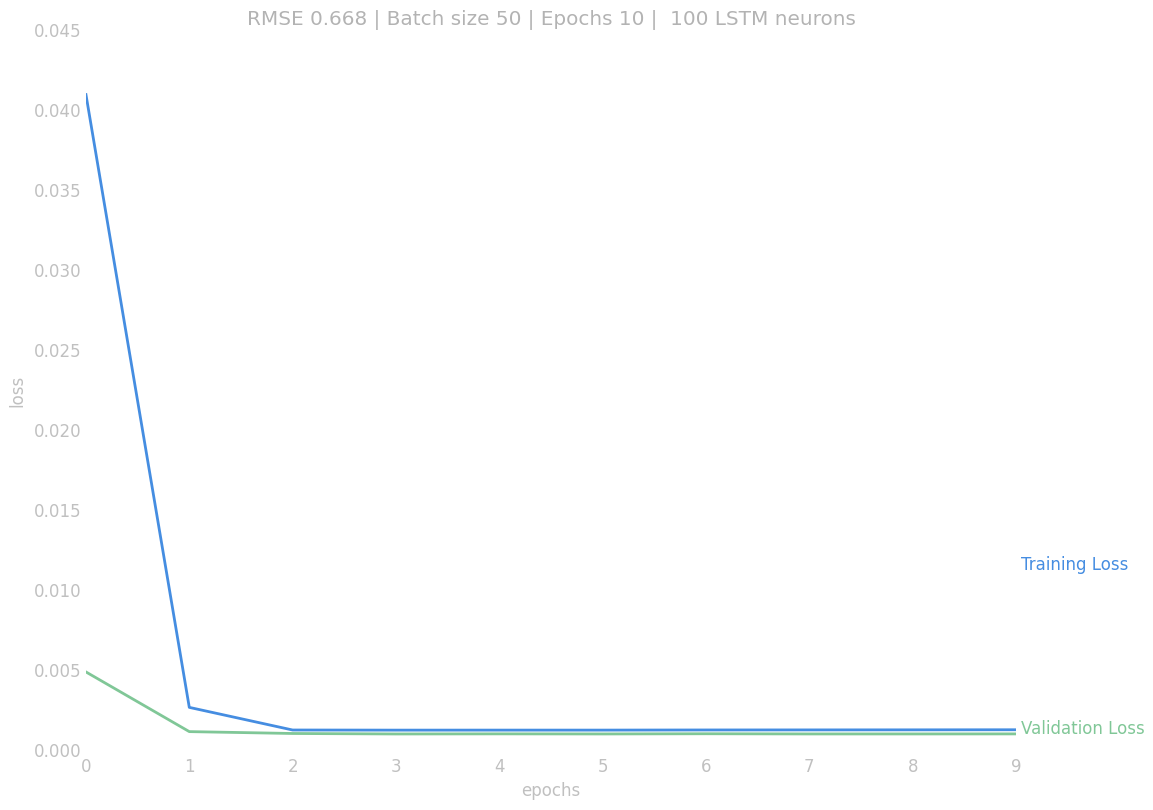 RMSE 0.668 | Batch size 50 | Epochs 10 |  100 LSTM neurons
0.045
0.040
0.035
0.030
0.025
0.020
0.015
0.010
0.005
0.000
loss
Training Loss
Validation Loss
0 1 2 3 4 5 6 7 8 9
epochs